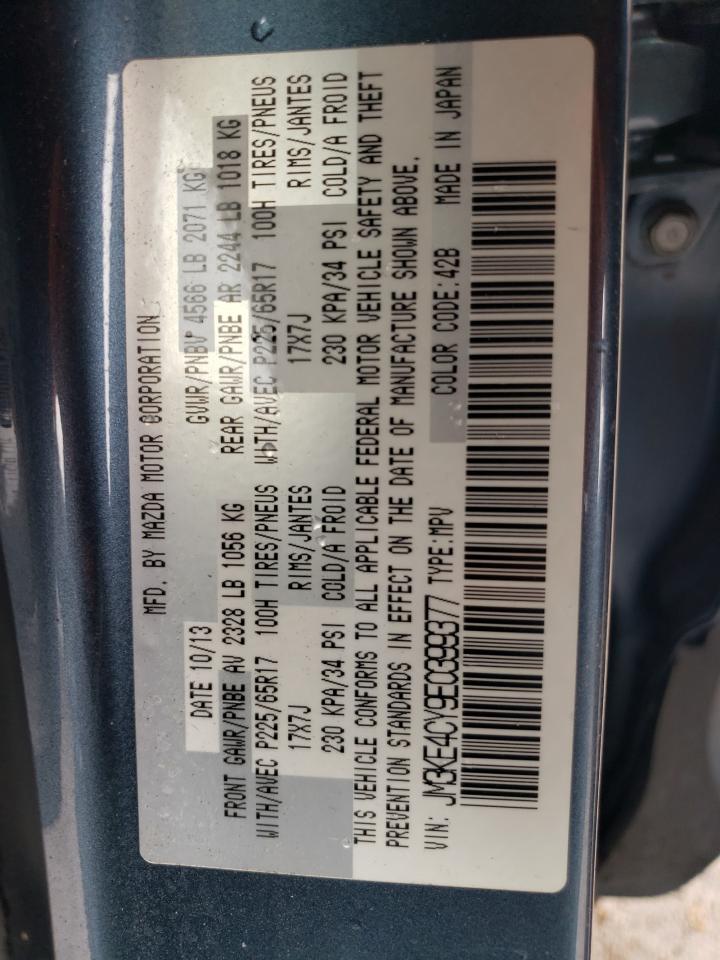 MFD. BY MAZDA MOTOR CORPORATION
DATE 10/13 GVWR/PNBV 4566 LB 2071 KG
FRONT GAWR/PNBE AV 2328 LB 1056 KG REAR GAWR/PNBE AR 2244 LB 1018 KG
WITH/AVEC P225/65R17 100H TIRES/PNEUS WITH/AVEC P225/65R17 100H TIRES/PNEUS
17X7J RIMS/JANTES 17X7J RIMS/JANTES
230 KPA/34 PSI COLD/A FROID 230 KPA/34 PSI COLD/A FROID
THIS VEHICLE CONFORMS TO ALL APPLICABLE FEDERAL MOTOR VEHICLE SAFETY AND THEFT
PREVENTION STANDARDS IN EFFECT ON THE DATE OF MANUFACTURE SHOWN ABOVE.
VIN: JM3KE4CY9E0399377 TYPE:MPV COLOR CODE:42B MADE IN JAPAN